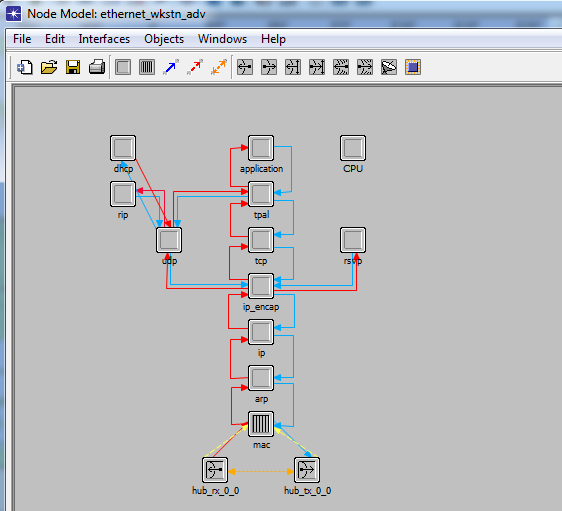 Node Model: ethernet_wkstn_adv
File Edit Interfaces Objects Windows Help
dhcp application CPU
rip tpal
udp tcp rsvp
ip_encap
ip
arp
mac
hub_rx_0_0 hub_tx_0_0